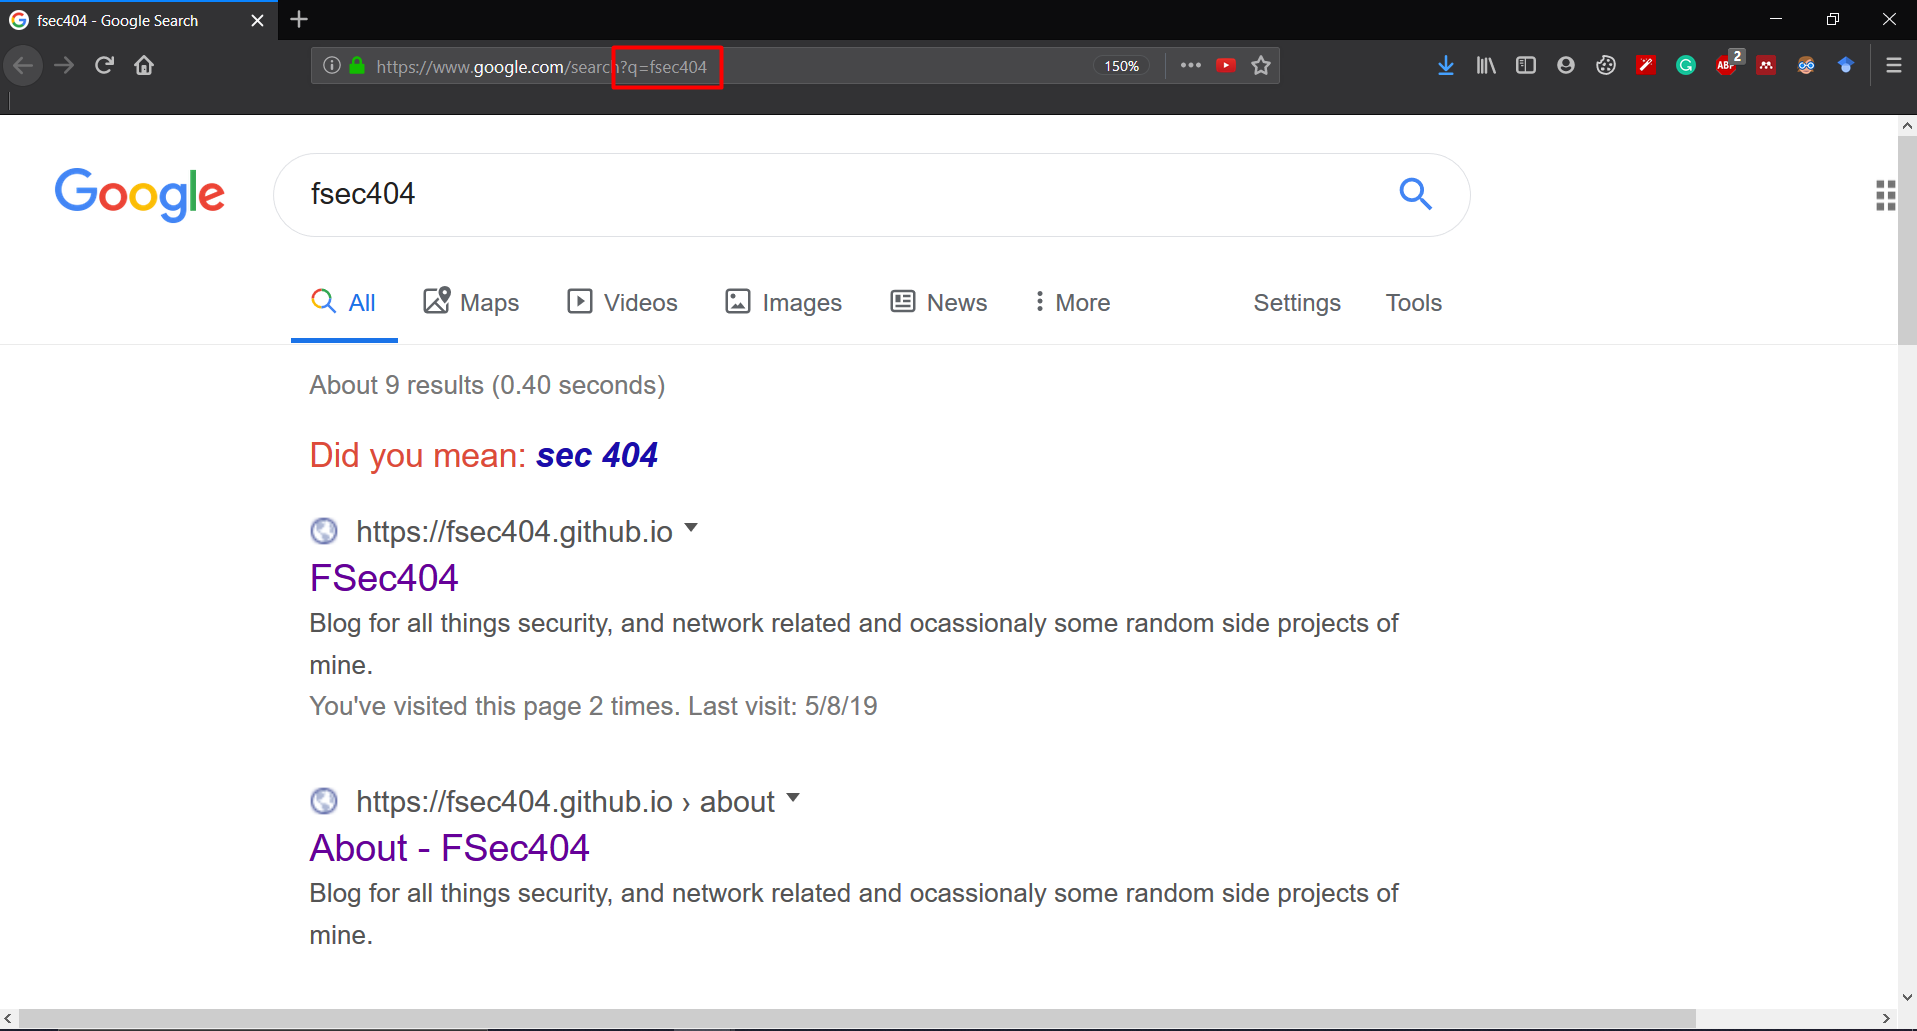 fsec404 - Google Search
https://www.google.com/search?q=fsec404
150%
ABP
2
Google
fsec404
All
Maps
Videos
Images
News
More
Settings
Tools
About 9 results (0.40 seconds)
Did you mean: sec 404
https://fsec404.github.io
FSec404
Blog for all things security, and network related and ocassionaly some random side projects of
mine.
You've visited this page 2 times. Last visit: 5/8/19
https://fsec404.github.io › about
About - FSec404
Blog for all things security, and network related and ocassionaly some random side projects of
mine.